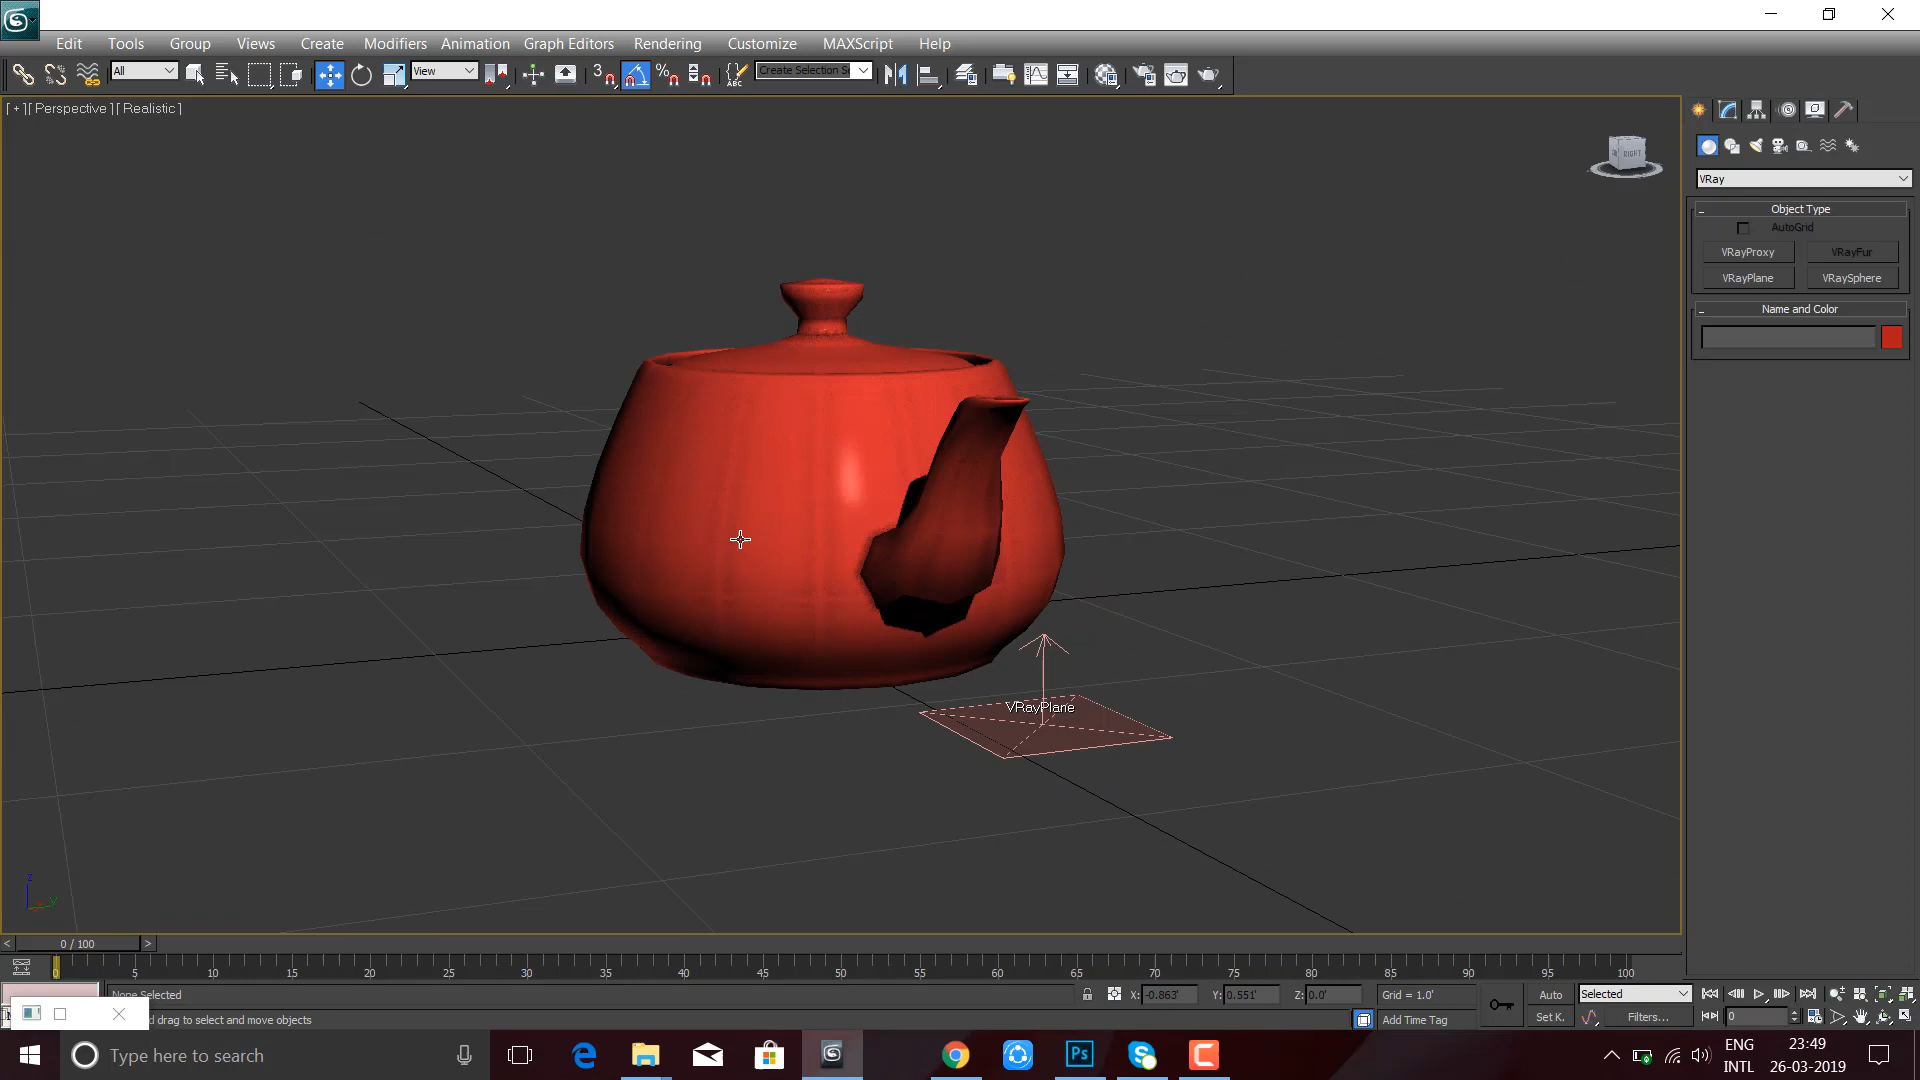 Edit Tools Group Views Create Modifiers Animation Graph Editors Rendering Customize MAXScript Help
All View 3 % ABC Create Selection S
[ + ] [ Perspective ] [ Realistic ]
RIGHT
VRay
Object Type
AutoGrid
VRayProxy VRayFur
VRayPlane VRaySphere
Name and Color
VRayPlane
z
y
< 0 / 100 >
0 5 10 15 20 25 30 35 40 45 50 55 60 65 70 75 80 85 90 95 100
None Selected X: -0.863' Y: 0.551' Z: 0.0' Grid = 1.0' Auto Selected
d drag to select and move objects Add Time Tag Set K. Filters... 0
Type here to search Ps ENG INTL 23:49 26-03-2019